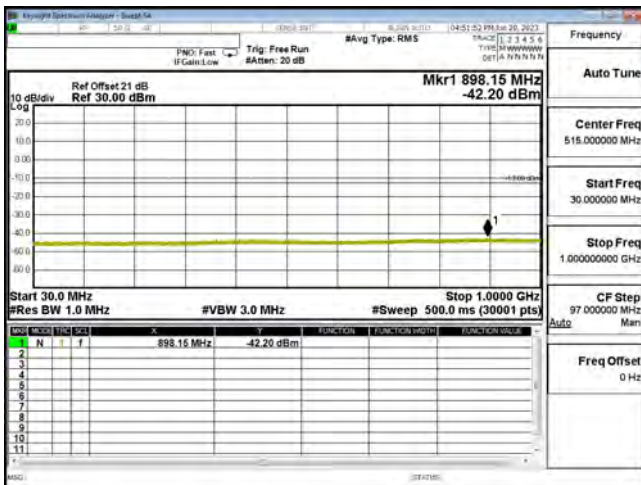 Keysight Spectrum Analyzer - Swept SA
04:51:52 PM
2023
Frequency
#Avg Type: RMS
TRACE 1 2 3 4 5 6
PNO: Fast
Trig: Free Run
TYPE M WWWWW
IFGain:Low
#Atten: 20 dB
DET A N N N N N
Auto Tune
Mkr1 898.15 MHz
Ref Offset 21 dB
-42.20 dBm
10 dB/div
Ref 30.00 dBm
Log
20.0
Center Freq
10.0
515.000000 MHz
0.00
-10.0
-13.00 dBm
Start Freq
-20.0
30.000000 MHz
-30.0
1
-40.0
Stop Freq
-50.0
1.000000000 GHz
-60.0
Start 30.0 MHz
Stop 1.0000 GHz
CF Step
#Res BW 1.0 MHz
#VBW 3.0 MHz
#Sweep 500.0 ms (30001 pts)
97.000000 MHz
Auto
Man
MKR MODE TRC SCL X Y FUNCTION FUNCTION WIDTH FUNCTION VALUE
1 N 1 f 898.15 MHz -42.20 dBm
2
Freq Offset
3
0 Hz
4
5
6
7
8
9
10
11
MSG
STATUS